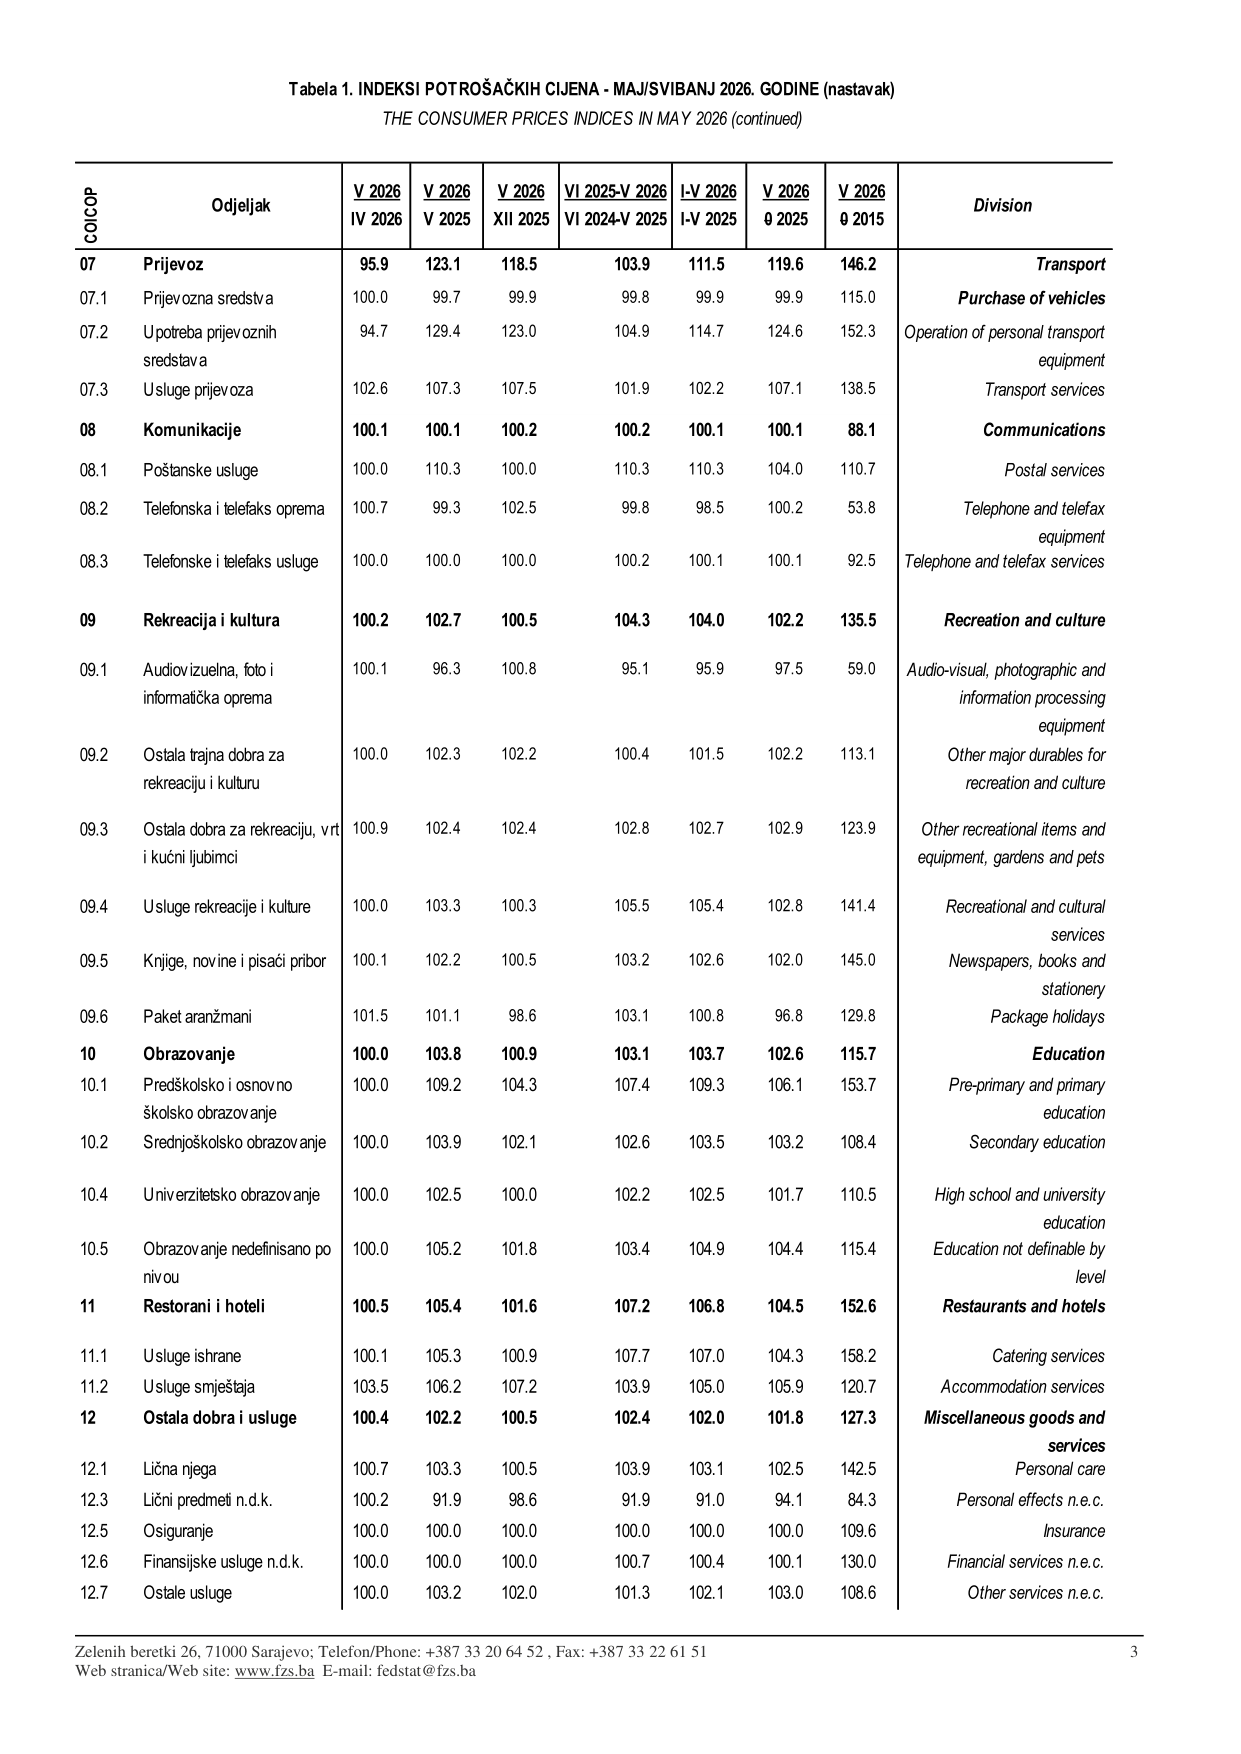 Tabela 1. INDEKSI POTROŠAČKIH CIJENA - MAJ/SVIBANJ 2026. GODINE (nastavak)
THE CONSUMER PRICES INDICES IN MAY 2026 (continued)
COICOP Odjeljak V 2026 V 2026 V 2026 VI 2025-V 2026 I-V 2026 V 2026 V 2026 Division
IV 2026 V 2025 XII 2025 VI 2024-V 2025 I-V 2025 0 2025 0 2015
07 Prijevoz 95.9 123.1 118.5 103.9 111.5 119.6 146.2 Transport
07.1 Prijevozna sredstva 100.0 99.7 99.9 99.8 99.9 99.9 115.0 Purchase of vehicles
07.2 Upotreba prijevoznih 94.7 129.4 123.0 104.9 114.7 124.6 152.3 Operation of personal transport
sredstava equipment
07.3 Usluge prijevoza 102.6 107.3 107.5 101.9 102.2 107.1 138.5 Transport services
08 Komunikacije 100.1 100.1 100.2 100.2 100.1 100.1 88.1 Communications
08.1 Poštanske usluge 100.0 110.3 100.0 110.3 110.3 104.0 110.7 Postal services
08.2 Telefonska i telefaks oprema 100.7 99.3 102.5 99.8 98.5 100.2 53.8 Telephone and telefax
equipment
08.3 Telefonske i telefaks usluge 100.0 100.0 100.0 100.2 100.1 100.1 92.5 Telephone and telefax services
09 Rekreacija i kultura 100.2 102.7 100.5 104.3 104.0 102.2 135.5 Recreation and culture
09.1 Audiovizuelna, foto i 100.1 96.3 100.8 95.1 95.9 97.5 59.0 Audio-visual, photographic and
informatička oprema information processing
equipment
09.2 Ostala trajna dobra za 100.0 102.3 102.2 100.4 101.5 102.2 113.1 Other major durables for
rekreaciju i kulturu recreation and culture
09.3 Ostala dobra za rekreaciju, vrt 100.9 102.4 102.4 102.8 102.7 102.9 123.9 Other recreational items and
i kućni ljubimci equipment, gardens and pets
09.4 Usluge rekreacije i kulture 100.0 103.3 100.3 105.5 105.4 102.8 141.4 Recreational and cultural
services
09.5 Knjige, novine i pisaći pribor 100.1 102.2 100.5 103.2 102.6 102.0 145.0 Newspapers, books and
stationery
09.6 Paket aranžmani 101.5 101.1 98.6 103.1 100.8 96.8 129.8 Package holidays
10 Obrazovanje 100.0 103.8 100.9 103.1 103.7 102.6 115.7 Education
10.1 Predškolsko i osnovno 100.0 109.2 104.3 107.4 109.3 106.1 153.7 Pre-primary and primary
školsko obrazovanje education
10.2 Srednjoškolsko obrazovanje 100.0 103.9 102.1 102.6 103.5 103.2 108.4 Secondary education
10.4 Univerzitetsko obrazovanje 100.0 102.5 100.0 102.2 102.5 101.7 110.5 High school and university
education
10.5 Obrazovanje nedefinisano po 100.0 105.2 101.8 103.4 104.9 104.4 115.4 Education not definable by
nivou level
11 Restorani i hoteli 100.5 105.4 101.6 107.2 106.8 104.5 152.6 Restaurants and hotels
11.1 Usluge ishrane 100.1 105.3 100.9 107.7 107.0 104.3 158.2 Catering services
11.2 Usluge smještaja 103.5 106.2 107.2 103.9 105.0 105.9 120.7 Accommodation services
12 Ostala dobra i usluge 100.4 102.2 100.5 102.4 102.0 101.8 127.3 Miscellaneous goods and
services
12.1 Lična njega 100.7 103.3 100.5 103.9 103.1 102.5 142.5 Personal care
12.3 Lični predmeti n.d.k. 100.2 91.9 98.6 91.9 91.0 94.1 84.3 Personal effects n.e.c.
12.5 Osiguranje 100.0 100.0 100.0 100.0 100.0 100.0 109.6 Insurance
12.6 Finansijske usluge n.d.k. 100.0 100.0 100.0 100.7 100.4 100.1 130.0 Financial services n.e.c.
12.7 Ostale usluge 100.0 103.2 102.0 101.3 102.1 103.0 108.6 Other services n.e.c.
Zelenih beretki 26, 71000 Sarajevo; Telefon/Phone: +387 33 20 64 52 , Fax: +387 33 22 61 51 3
Web stranica/Web site: www.fzs.ba E-mail: fedstat@fzs.ba